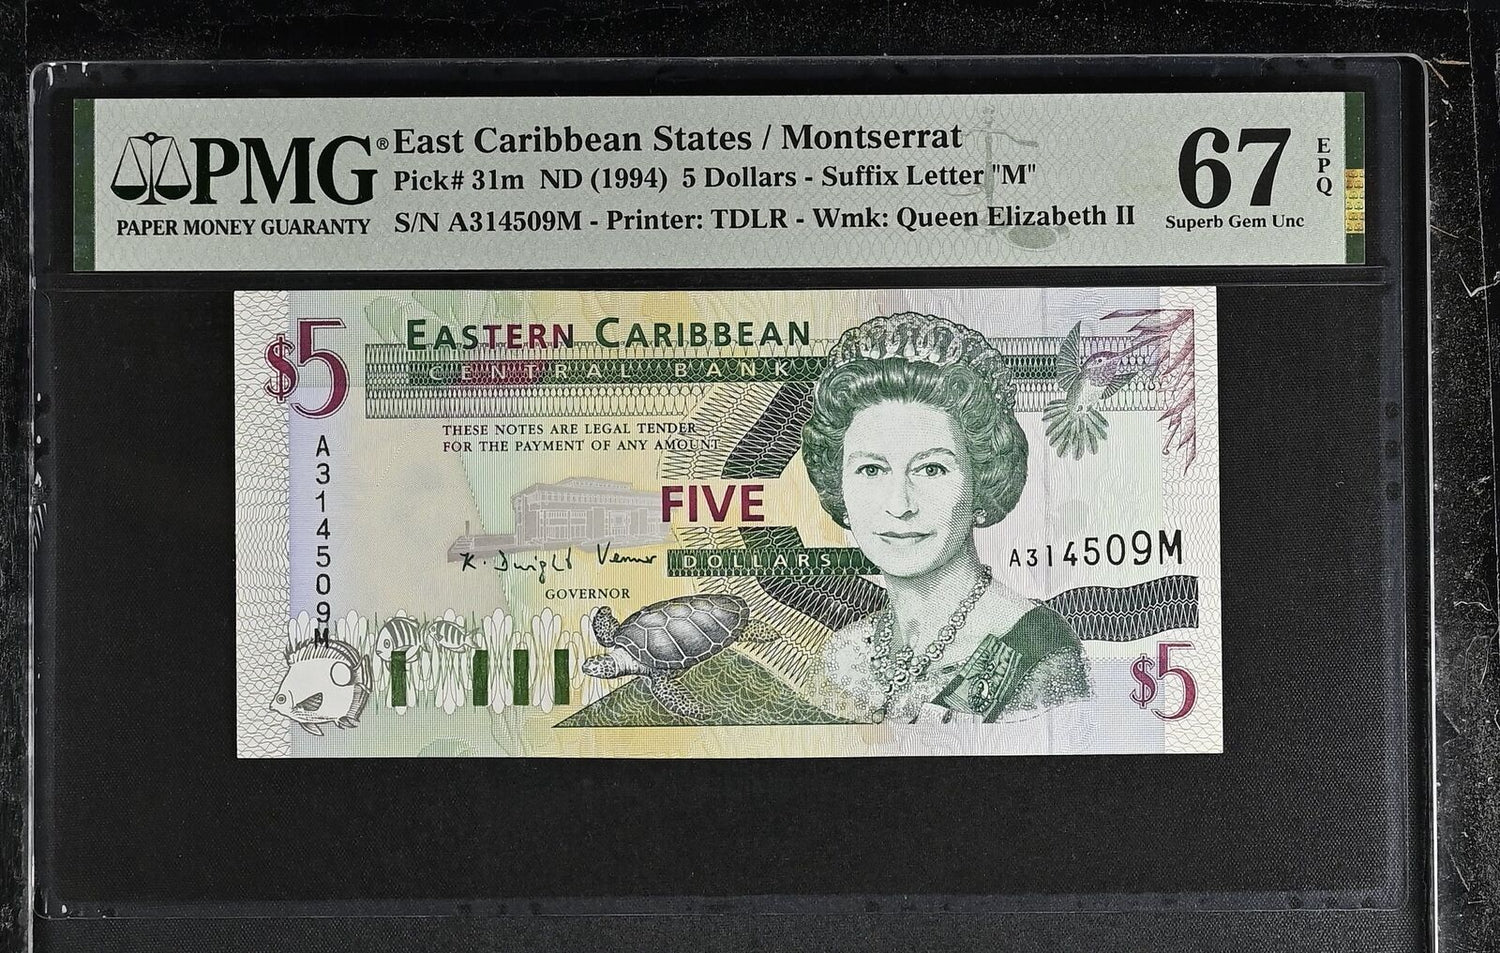 PMG®
PAPER MONEY GUARANTY
East Caribbean States / Montserrat
Pick# 31m ND (1994) 5 Dollars - Suffix Letter "M"
S/N A314509M - Printer: TDLR - Wmk: Queen Elizabeth II
67
EPQ
Superb Gem Unc
$5
EASTERN CARIBBEAN
CENTRAL BANK
THESE NOTES ARE LEGAL TENDER
FOR THE PAYMENT OF ANY AMOUNT
A314509M
FIVE
DOLLARS
K. Dwight Venner
GOVERNOR
A314509M
$5